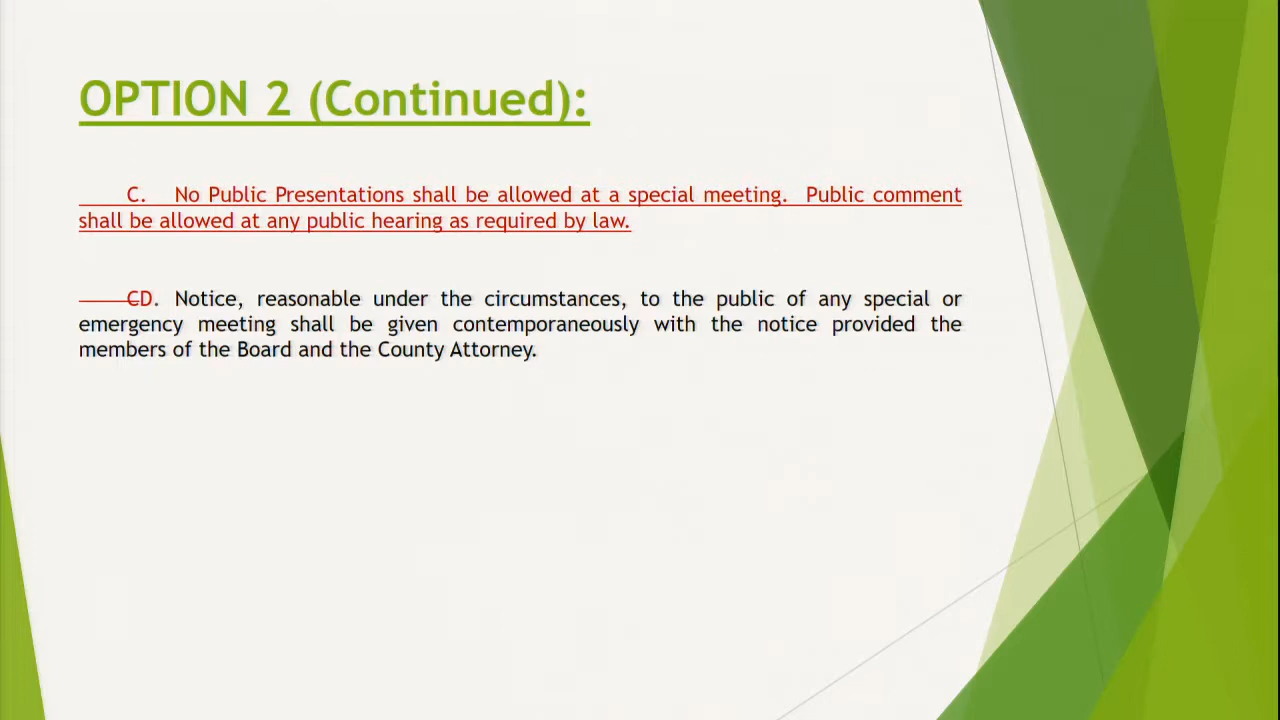 OPTION 2 (Continued):
C. No Public Presentations shall be allowed at a special meeting. Public comment
shall be allowed at any public hearing as required by law.
CD. Notice, reasonable under the circumstances, to the public of any special or
emergency meeting shall be given contemporaneously with the notice provided the
members of the Board and the County Attorney.